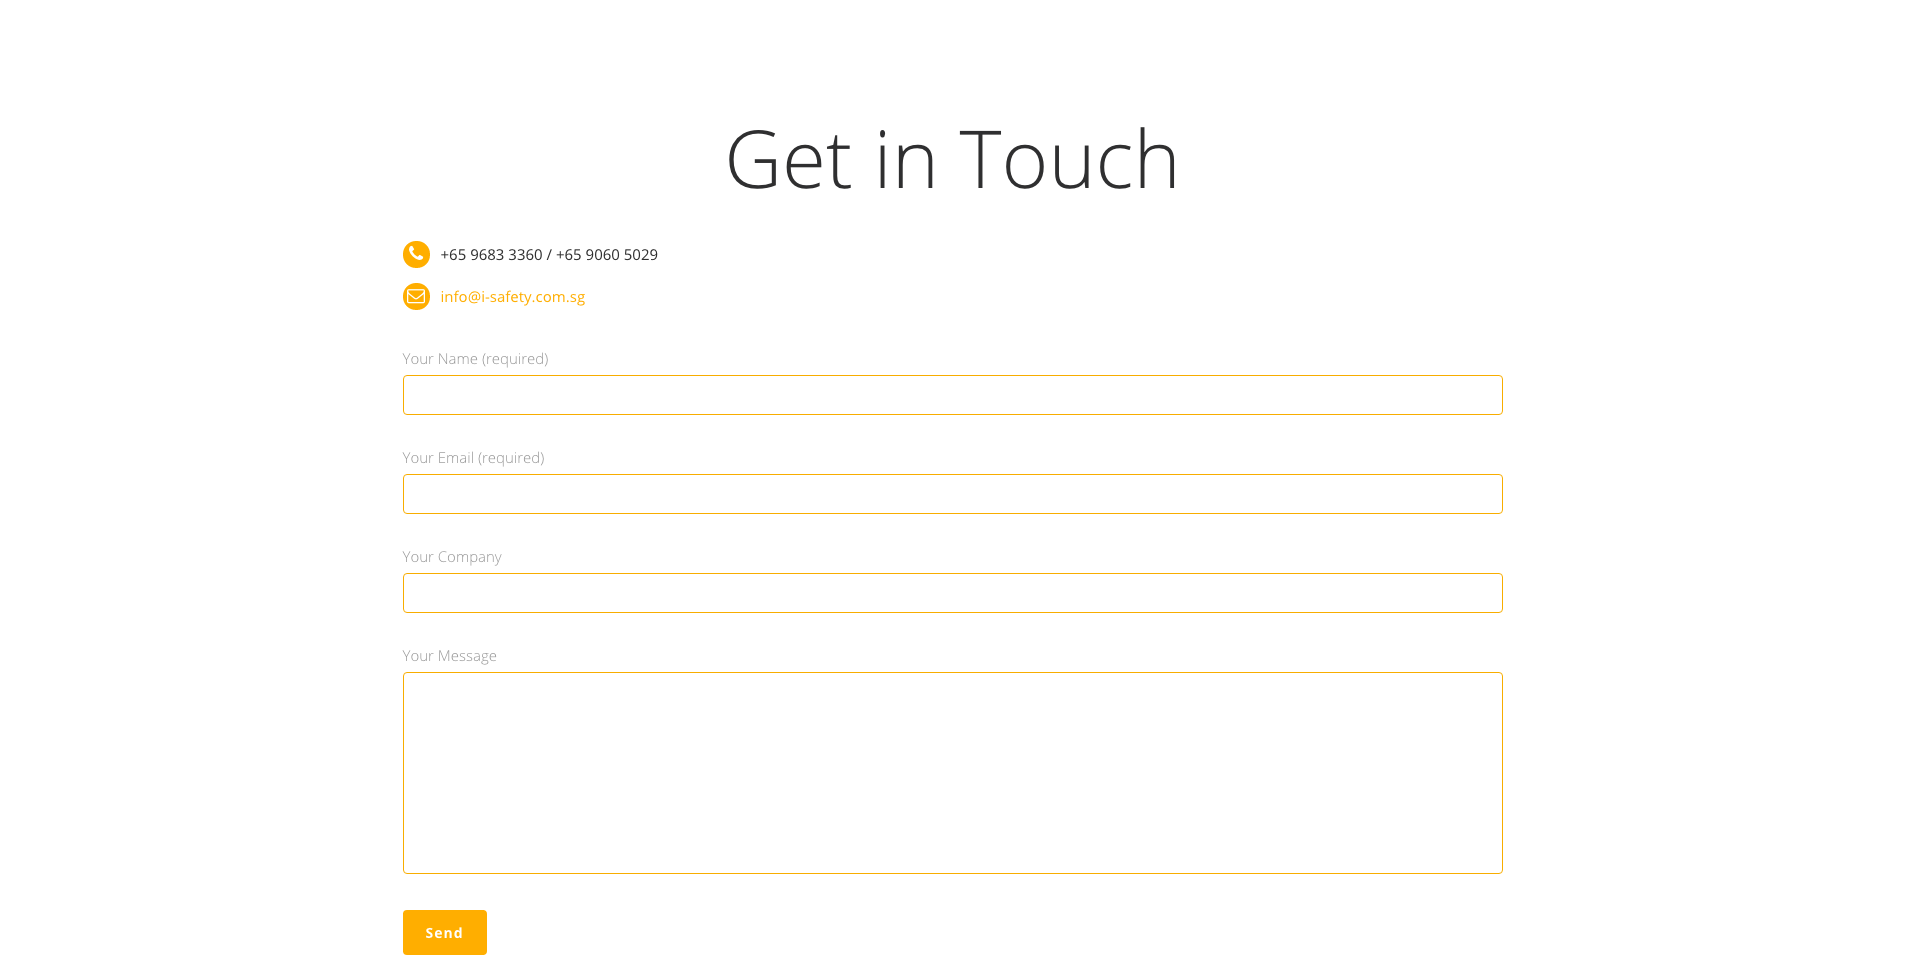 Get in Touch
+65 9683 3360 / +65 9060 5029
info@i-safety.com.sg
Your Name (required)
Your Email (required)
Your Company
Your Message
Send